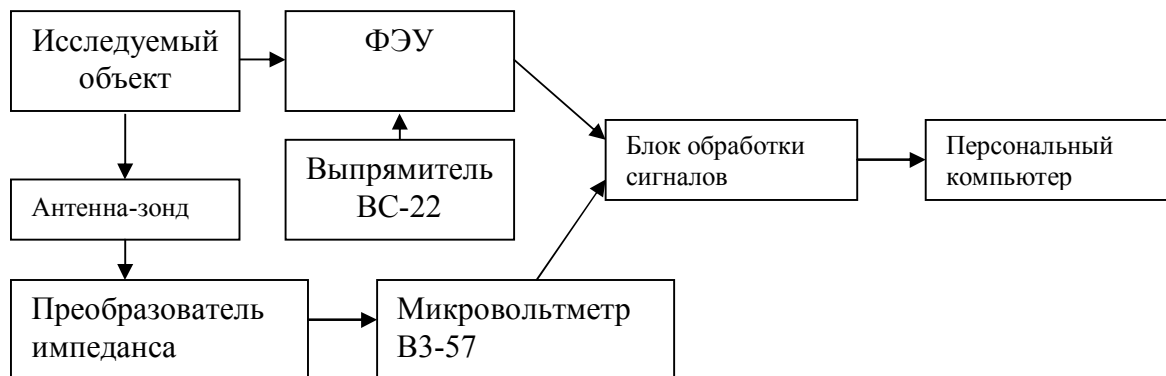 Исследуемый
объект
ФЭУ
Выпрямитель
ВС-22
Блок обработки
сигналов
Персональный
компьютер
Антенна-зонд
Преобразователь
импеданса
Микровольтметр
В3-57